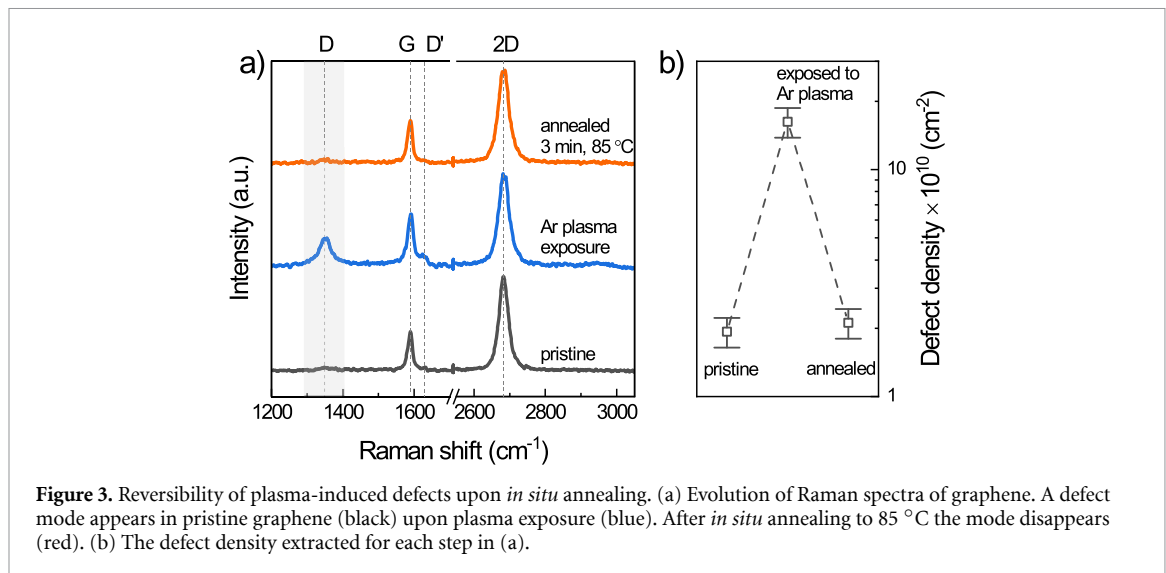 D G D' 2D
a)
annealed
3 min, 85 °C
Ar plasma
exposure
pristine
Intensity (a.u.)
1200 1400 1600 2600 2800 3000
Raman shift (cm⁻¹)
b)
exposed to
Ar plasma
pristine
annealed
10
1
Defect density × 10¹⁰ (cm⁻²)
Figure 3. Reversibility of plasma-induced defects upon in situ annealing. (a) Evolution of Raman spectra of graphene. A defect
mode appears in pristine graphene (black) upon plasma exposure (blue). After in situ annealing to 85 °C the mode disappears
(red). (b) The defect density extracted for each step in (a).